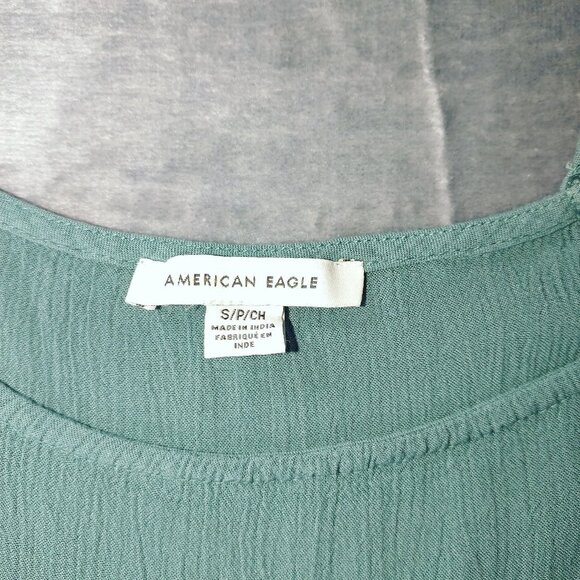 AMERICAN EAGLE
S/P/CH
MADE IN INDIA
FABRIQUÉ EN
INDE